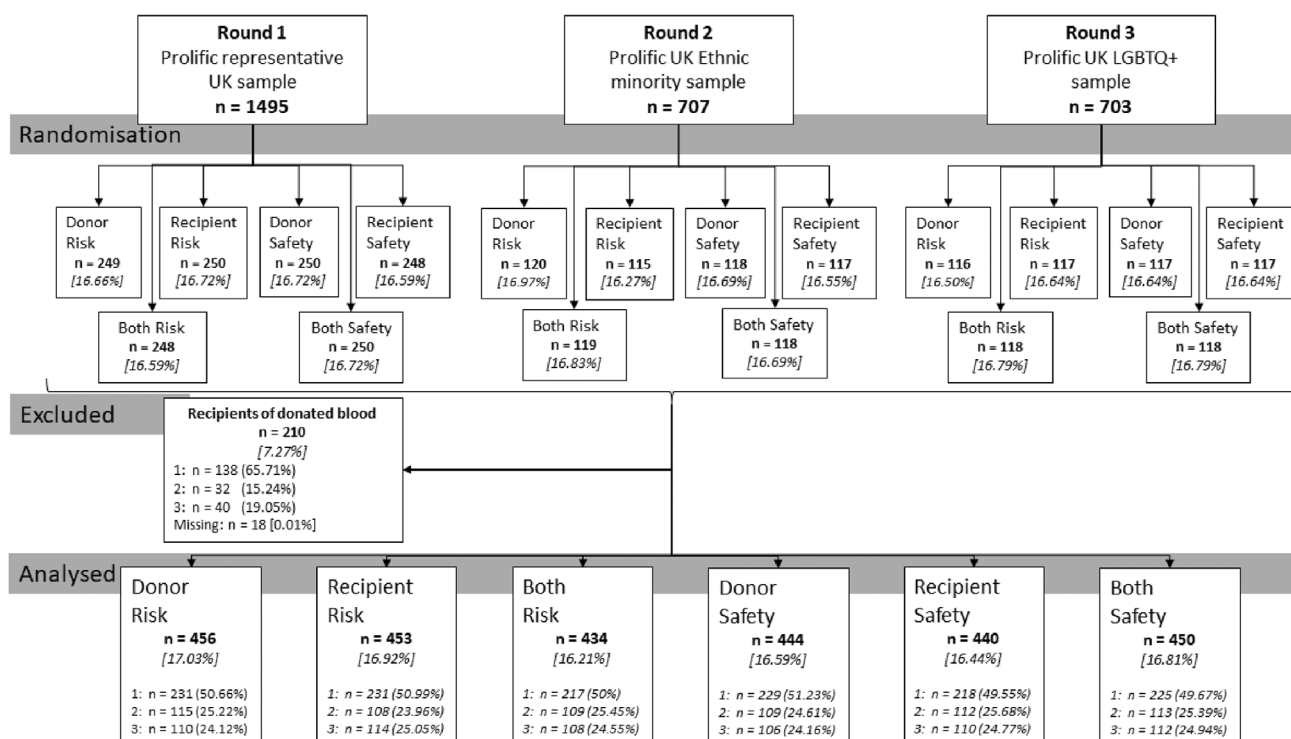 Round 1
Prolific representative
UK sample
n = 1495
Round 2
Prolific UK Ethnic
minority sample
n = 707
Round 3
Prolific UK LGBTQ+
sample
n = 703
Randomisation
Donor
Risk
n = 249
[16.66%]
Recipient
Risk
n = 250
[16.72%]
Donor
Safety
n = 250
[16.72%]
Recipient
Safety
n = 248
[16.59%]
Both Risk
n = 248
[16.59%]
Both Safety
n = 250
[16.72%]
Donor
Risk
n = 120
[16.97%]
Recipient
Risk
n = 115
[16.27%]
Donor
Safety
n = 118
[16.69%]
Recipient
Safety
n = 117
[16.55%]
Both Risk
n = 119
[16.83%]
Both Safety
n = 118
[16.69%]
Donor
Risk
n = 116
[16.50%]
Recipient
Risk
n = 117
[16.64%]
Donor
Safety
n = 117
[16.64%]
Recipient
Safety
n = 117
[16.64%]
Both Risk
n = 118
[16.79%]
Both Safety
n = 118
[16.79%]
Excluded
Recipients of donated blood
n = 210
[7.27%]
1: n = 138 (65.71%)
2: n = 32 (15.24%)
3: n = 40 (19.05%)
Missing: n = 18 [0.01%]
Analysed
Donor
Risk
n = 456
[17.03%]
1: n = 231 (50.66%)
2: n = 115 (25.22%)
3: n = 110 (24.12%)
Recipient
Risk
n = 453
[16.92%]
1: n = 231 (50.99%)
2: n = 108 (23.96%)
3: n = 114 (25.05%)
Both
Risk
n = 434
[16.21%]
1: n = 217 (50%)
2: n = 109 (25.45%)
3: n = 108 (24.55%)
Donor
Safety
n = 444
[16.59%]
1: n = 229 (51.23%)
2: n = 109 (24.61%)
3: n = 106 (24.16%)
Recipient
Safety
n = 440
[16.44%]
1: n = 218 (49.55%)
2: n = 112 (25.68%)
3: n = 110 (24.77%)
Both
Safety
n = 450
[16.81%]
1: n = 225 (49.67%)
2: n = 113 (25.39%)
3: n = 112 (24.94%)